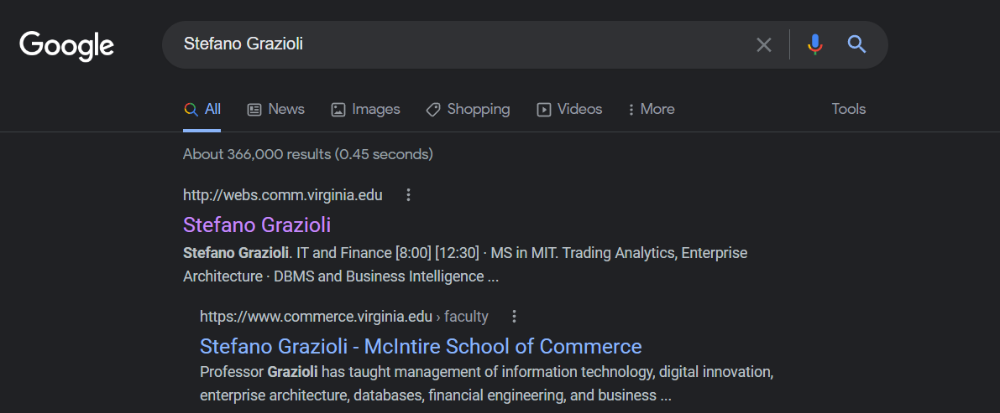 Google
Stefano Grazioli
All News Images Shopping Videos More Tools
About 366,000 results (0.45 seconds)
http://webs.comm.virginia.edu
Stefano Grazioli
Stefano Grazioli. IT and Finance [8:00] [12:30] · MS in MIT. Trading Analytics, Enterprise
Architecture · DBMS and Business Intelligence ...
https://www.commerce.virginia.edu › faculty
Stefano Grazioli - McIntire School of Commerce
Professor Grazioli has taught management of information technology, digital innovation,
enterprise architecture, databases, financial engineering, and business ...